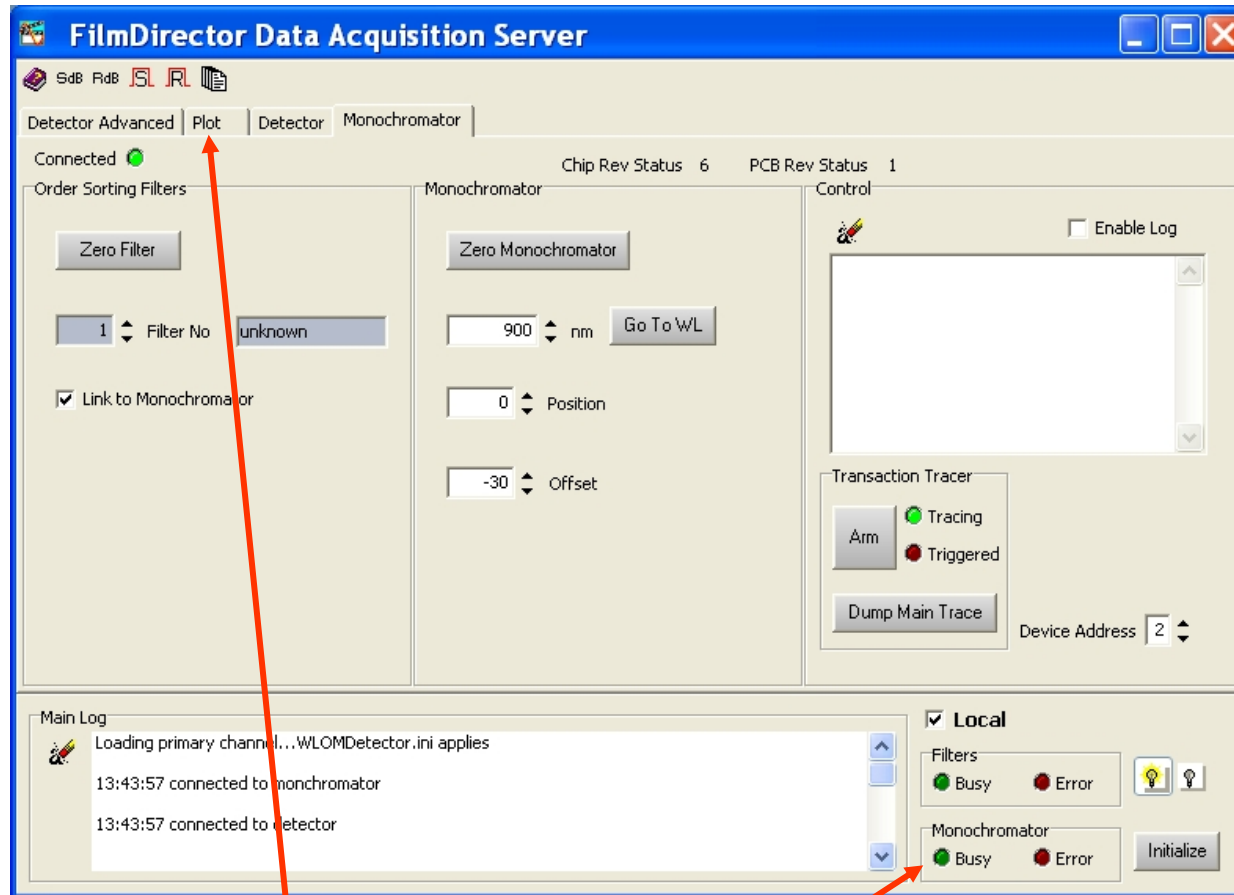 FilmDirector Data Acquisition Server
SdB RdB SL RL
Detector Advanced Plot Detector Monochromator
Connected Chip Rev Status 6 PCB Rev Status 1
Order Sorting Filters
Zero Filter
1 Filter No unknown
Link to Monochromator
Monochromator
Zero Monochromator
900 nm Go To WL
0 Position
-30 Offset
Control
Enable Log
Transaction Tracer
Arm
Tracing
Triggered
Dump Main Trace
Device Address 2
Main Log
Loading primary channel...WLOMDetector.ini applies
13:43:57 connected to monchromator
13:43:57 connected to detector
Local
Filters
Busy Error
Monochromator
Busy Error
Initialize